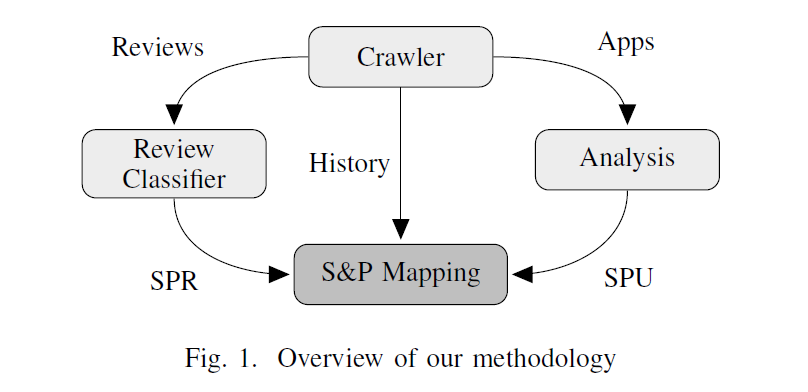 Reviews
Crawler
Apps
Review
Classifier
History
Analysis
SPR
S&P Mapping
SPU
Fig. 1. Overview of our methodology